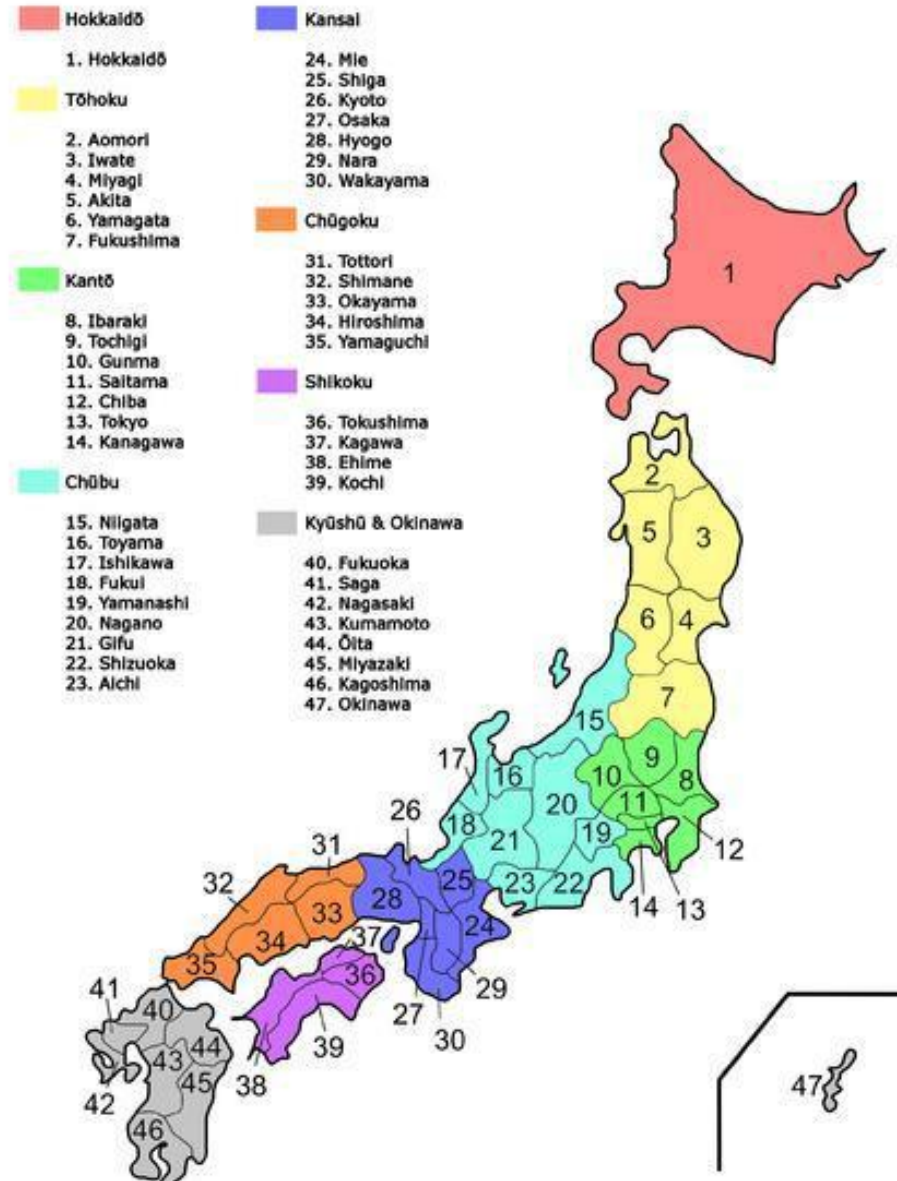 Hokkaidō
1. Hokkaidō
Tōhoku
2. Aomori
3. Iwate
4. Miyagi
5. Akita
6. Yamagata
7. Fukushima
Kantō
8. Ibaraki
9. Tochigi
10. Gunma
11. Saitama
12. Chiba
13. Tokyo
14. Kanagawa
Chūbu
15. Niigata
16. Toyama
17. Ishikawa
18. Fukui
19. Yamanashi
20. Nagano
21. Gifu
22. Shizuoka
23. Aichi
Kansai
24. Mie
25. Shiga
26. Kyoto
27. Osaka
28. Hyogo
29. Nara
30. Wakayama
Chūgoku
31. Tottori
32. Shimane
33. Okayama
34. Hiroshima
35. Yamaguchi
Shikoku
36. Tokushima
37. Kagawa
38. Ehime
39. Kochi
Kyūshū & Okinawa
40. Fukuoka
41. Saga
42. Nagasaki
43. Kumamoto
44. Ōita
45. Miyazaki
46. Kagoshima
47. Okinawa
1
2
5
3
6
4
7
15
17
16
10
9
8
11
20
18
21
19
12
26
31
32
28
25
23
22
14
13
33
24
34
37
35
36
29
41
40
27
30
39
43
44
38
45
42
46
47